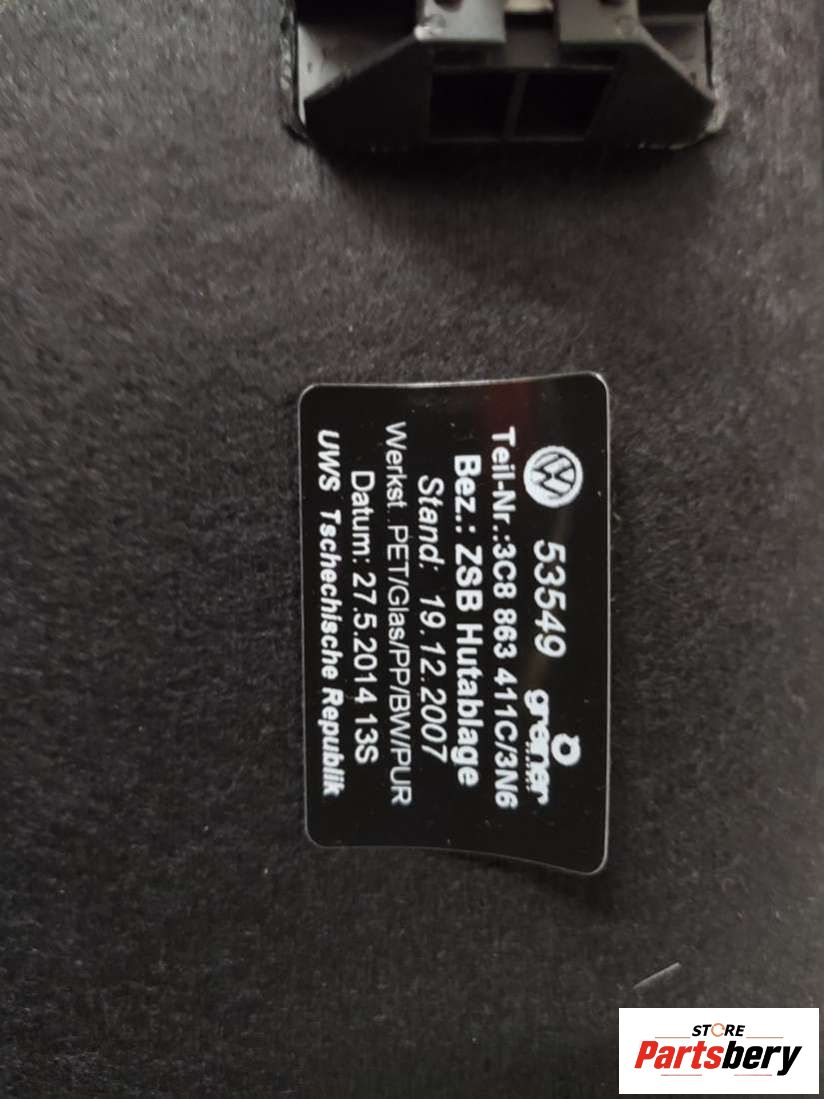 53549 greiner
Teil-Nr.:3C8 863 411C/3N6
Bez.: ZSB Hutablage
Stand: 19.12.2007
Werkst.:PET/Glas/PP/BW/PUR
Datum: 27.5.2014 13S
UWS Tschechische Republik
STORE
Partsbery